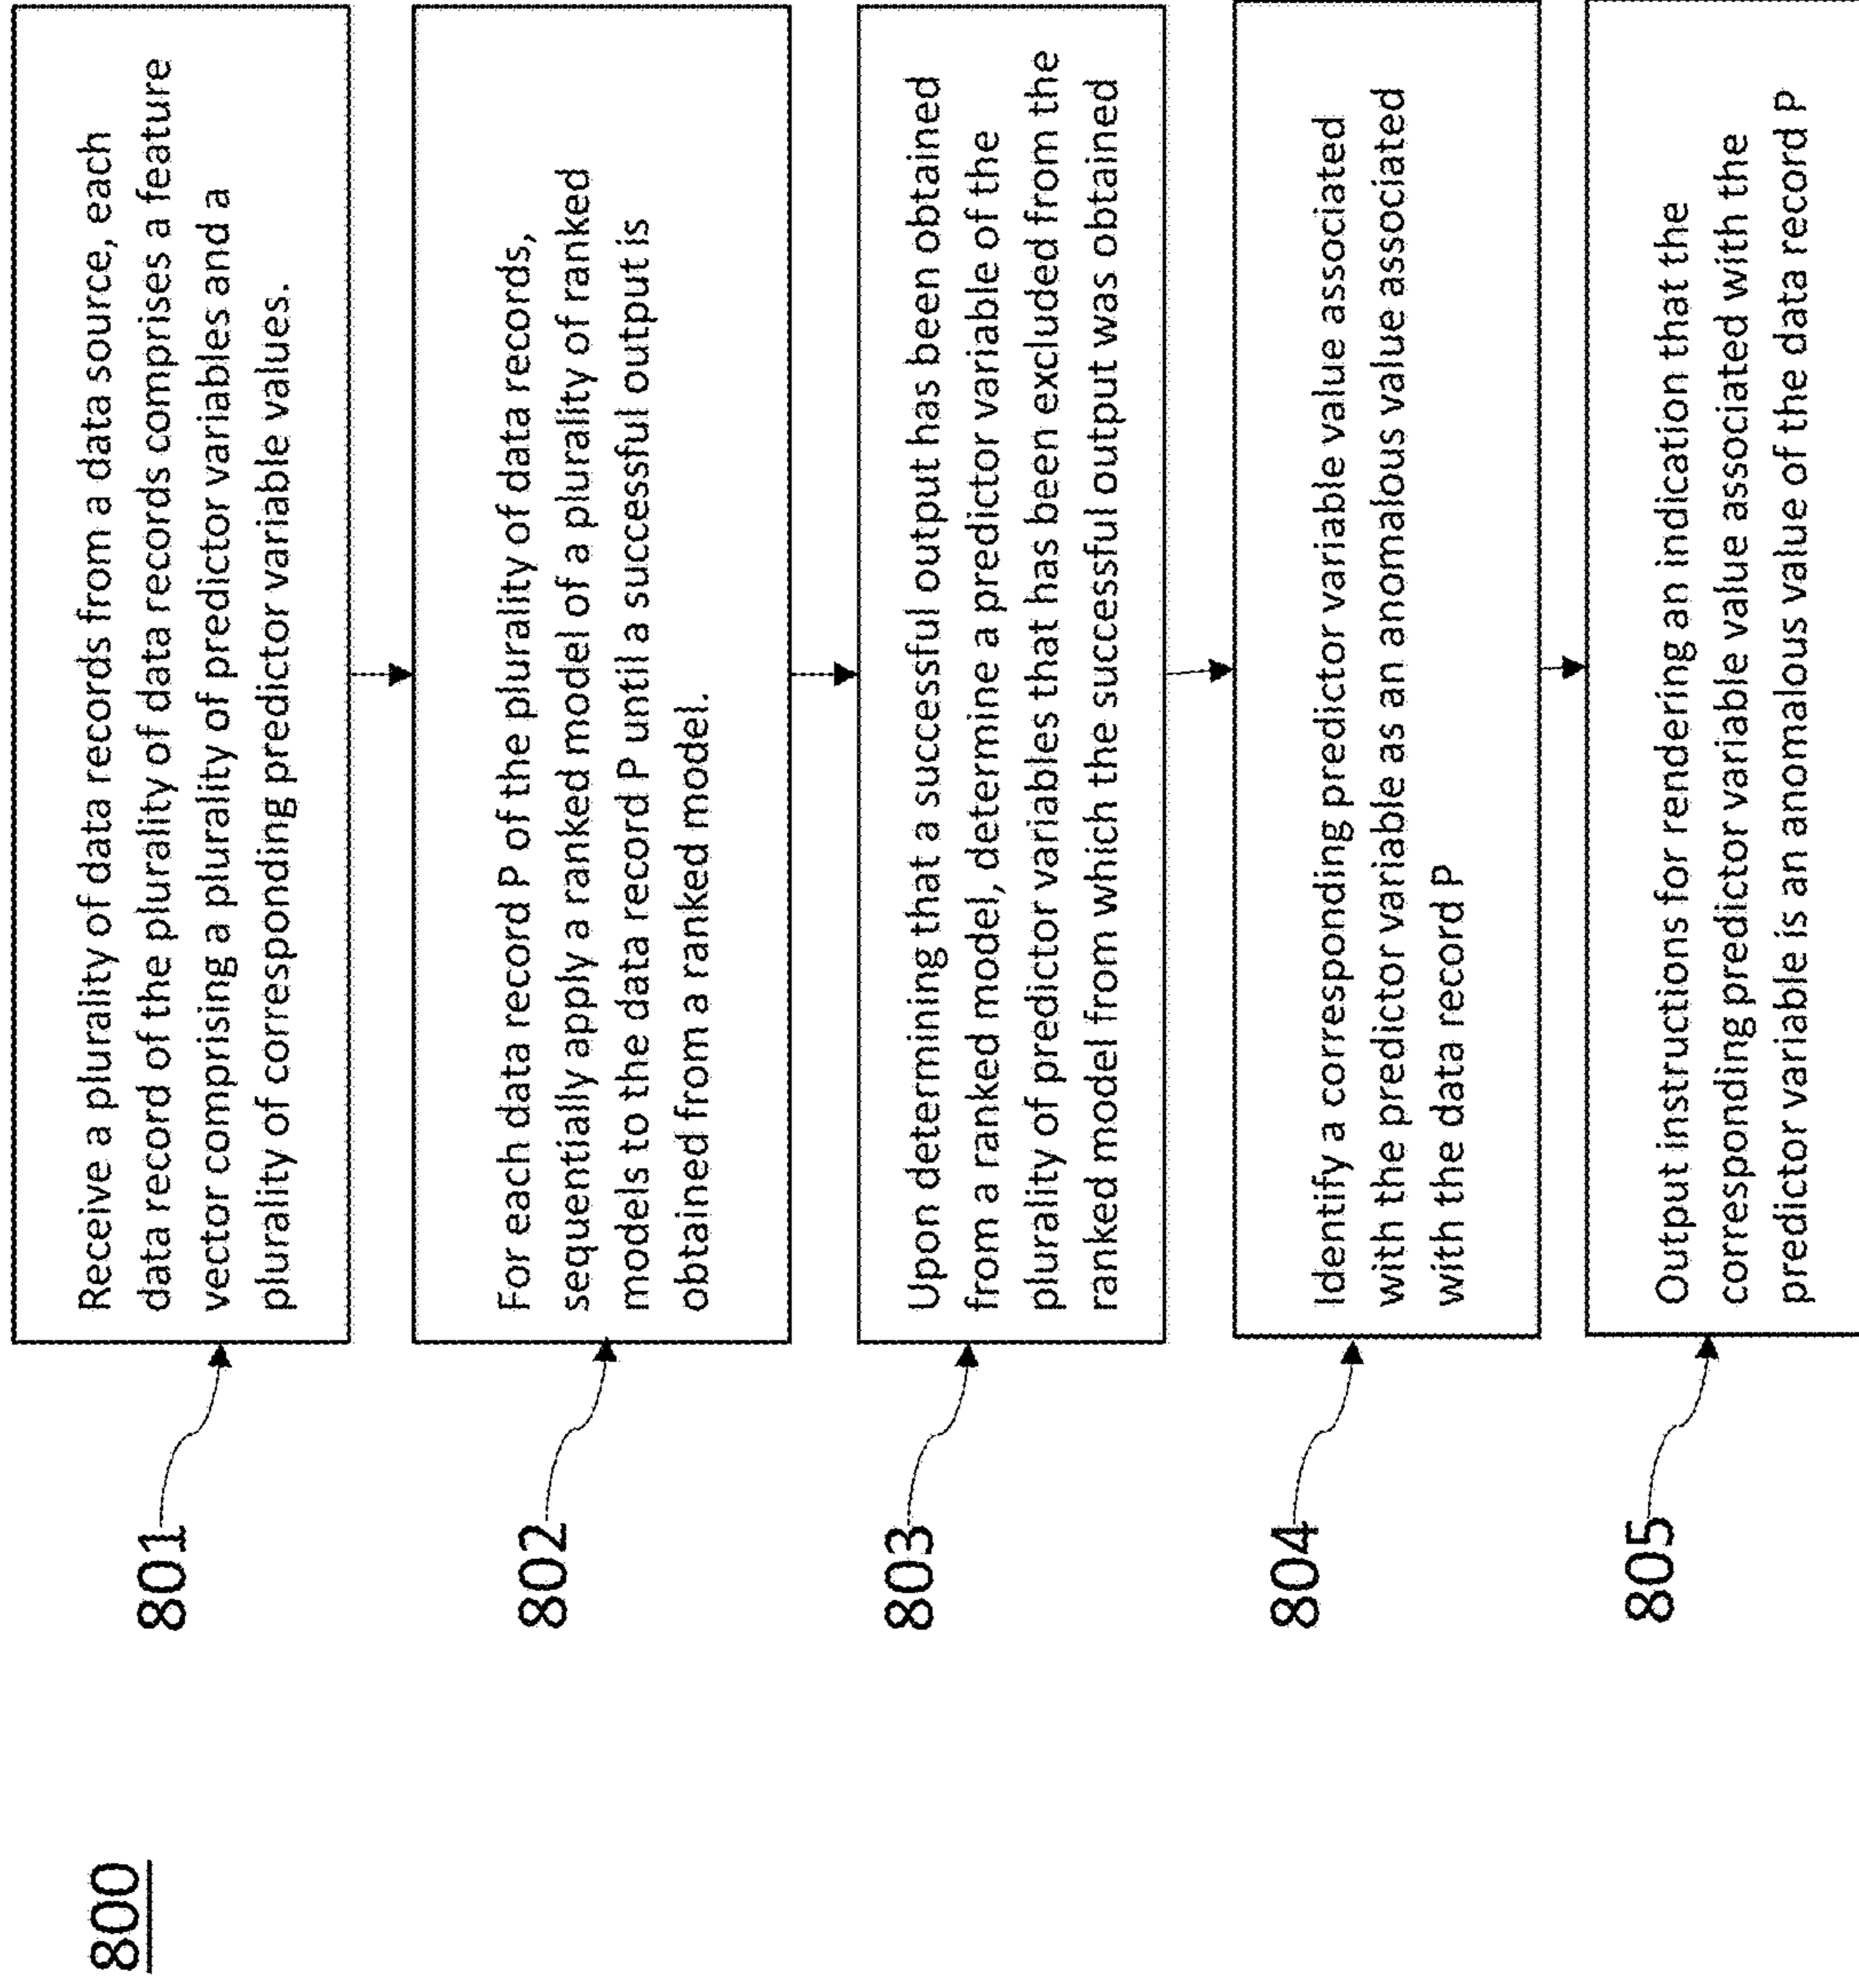 800
801
Receive a plurality of data records from a data source, each
data record of the plurality of data records comprises a feature
vector comprising a plurality of predictor variables and a
plurality of corresponding predictor variable values.
802
For each data record P of the plurality of data records,
sequentially apply a ranked model of a plurality of ranked
models to the data record P until a successful output is
obtained from a ranked model.
803
Upon determining that a successful output has been obtained
from a ranked model, determine a predictor variable of the
plurality of predictor variables that has been excluded from the
ranked model from which the successful output was obtained
804
Identify a corresponding predictor variable value associated
with the predictor variable as an anomalous value associated
with the data record P
805
Output instructions for rendering an indication that the
corresponding predictor variable value associated with the
predictor variable is an anomalous value of the data record P